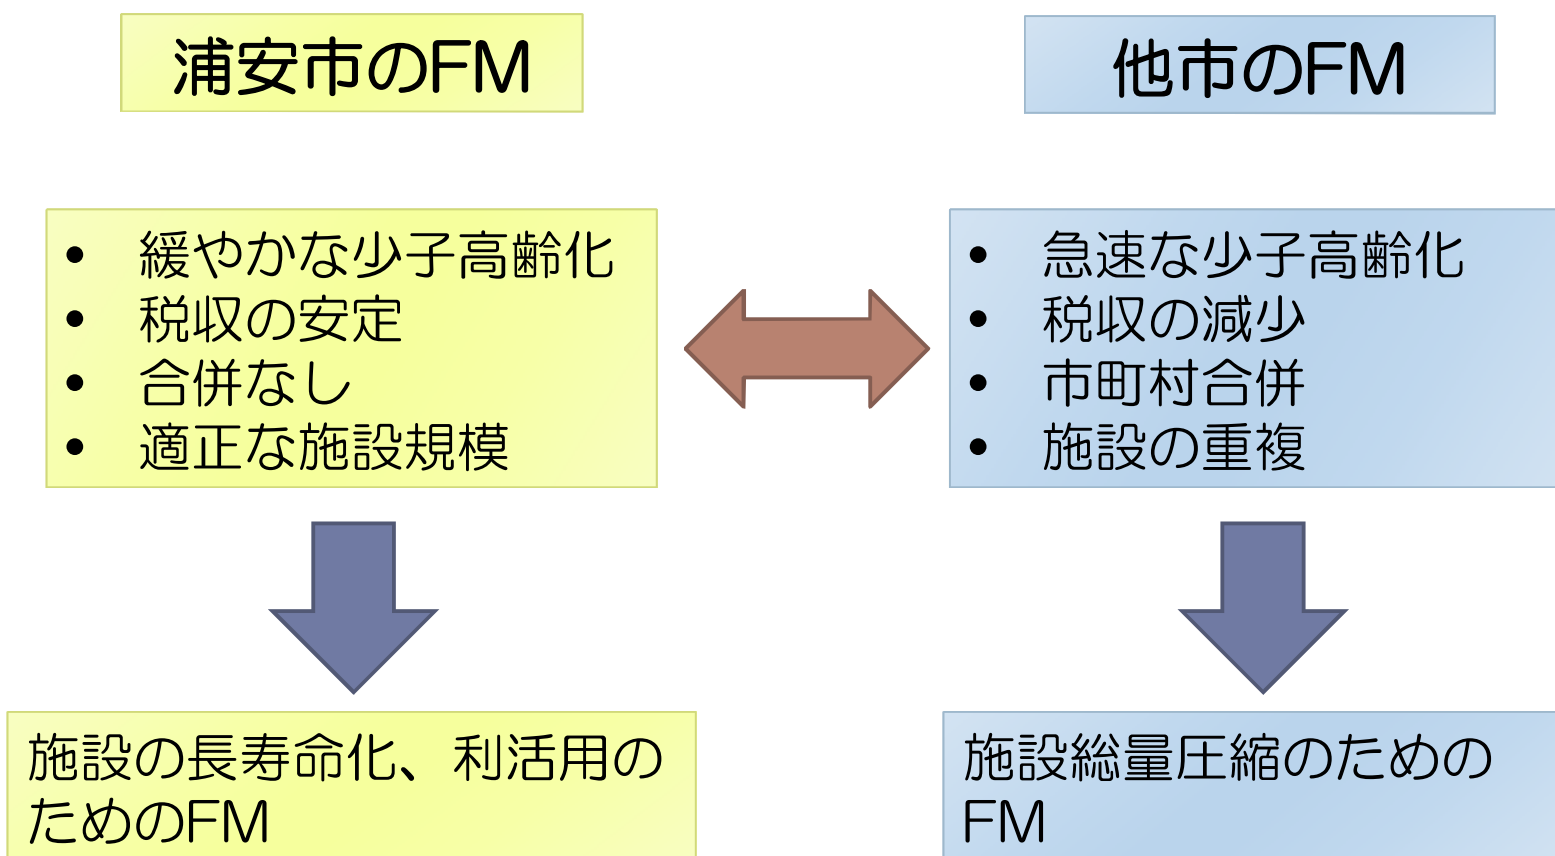 浦安市のFM
他市のFM
• 緩やかな少子高齢化
• 税収の安定
• 合併なし
• 適正な施設規模
• 急速な少子高齢化
• 税収の減少
• 市町村合併
• 施設の重複
施設の長寿命化、利活用の
ためのFM
施設総量圧縮のための
FM